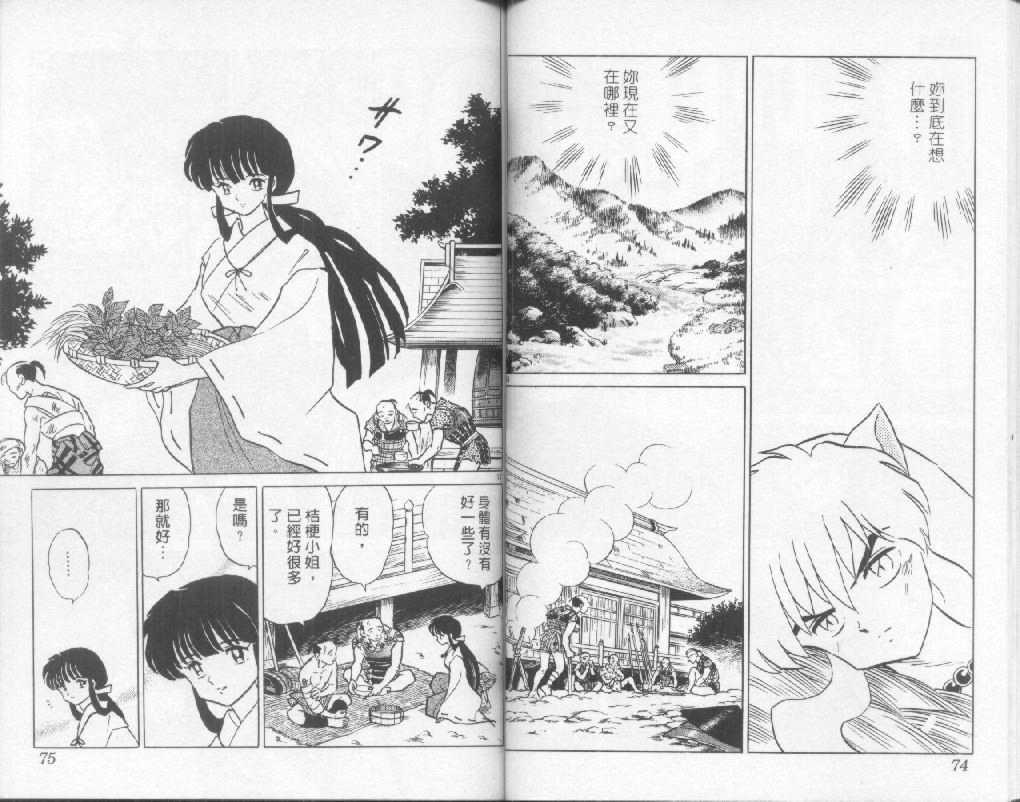 妳到底在想
什麼…?
妳現在又
在哪裡?
74
ザ
ワ…
身體有沒有
好一些了?
有的,
桔梗小姐,
已經好很多
了。
是嗎?
那就好…
……
…
75